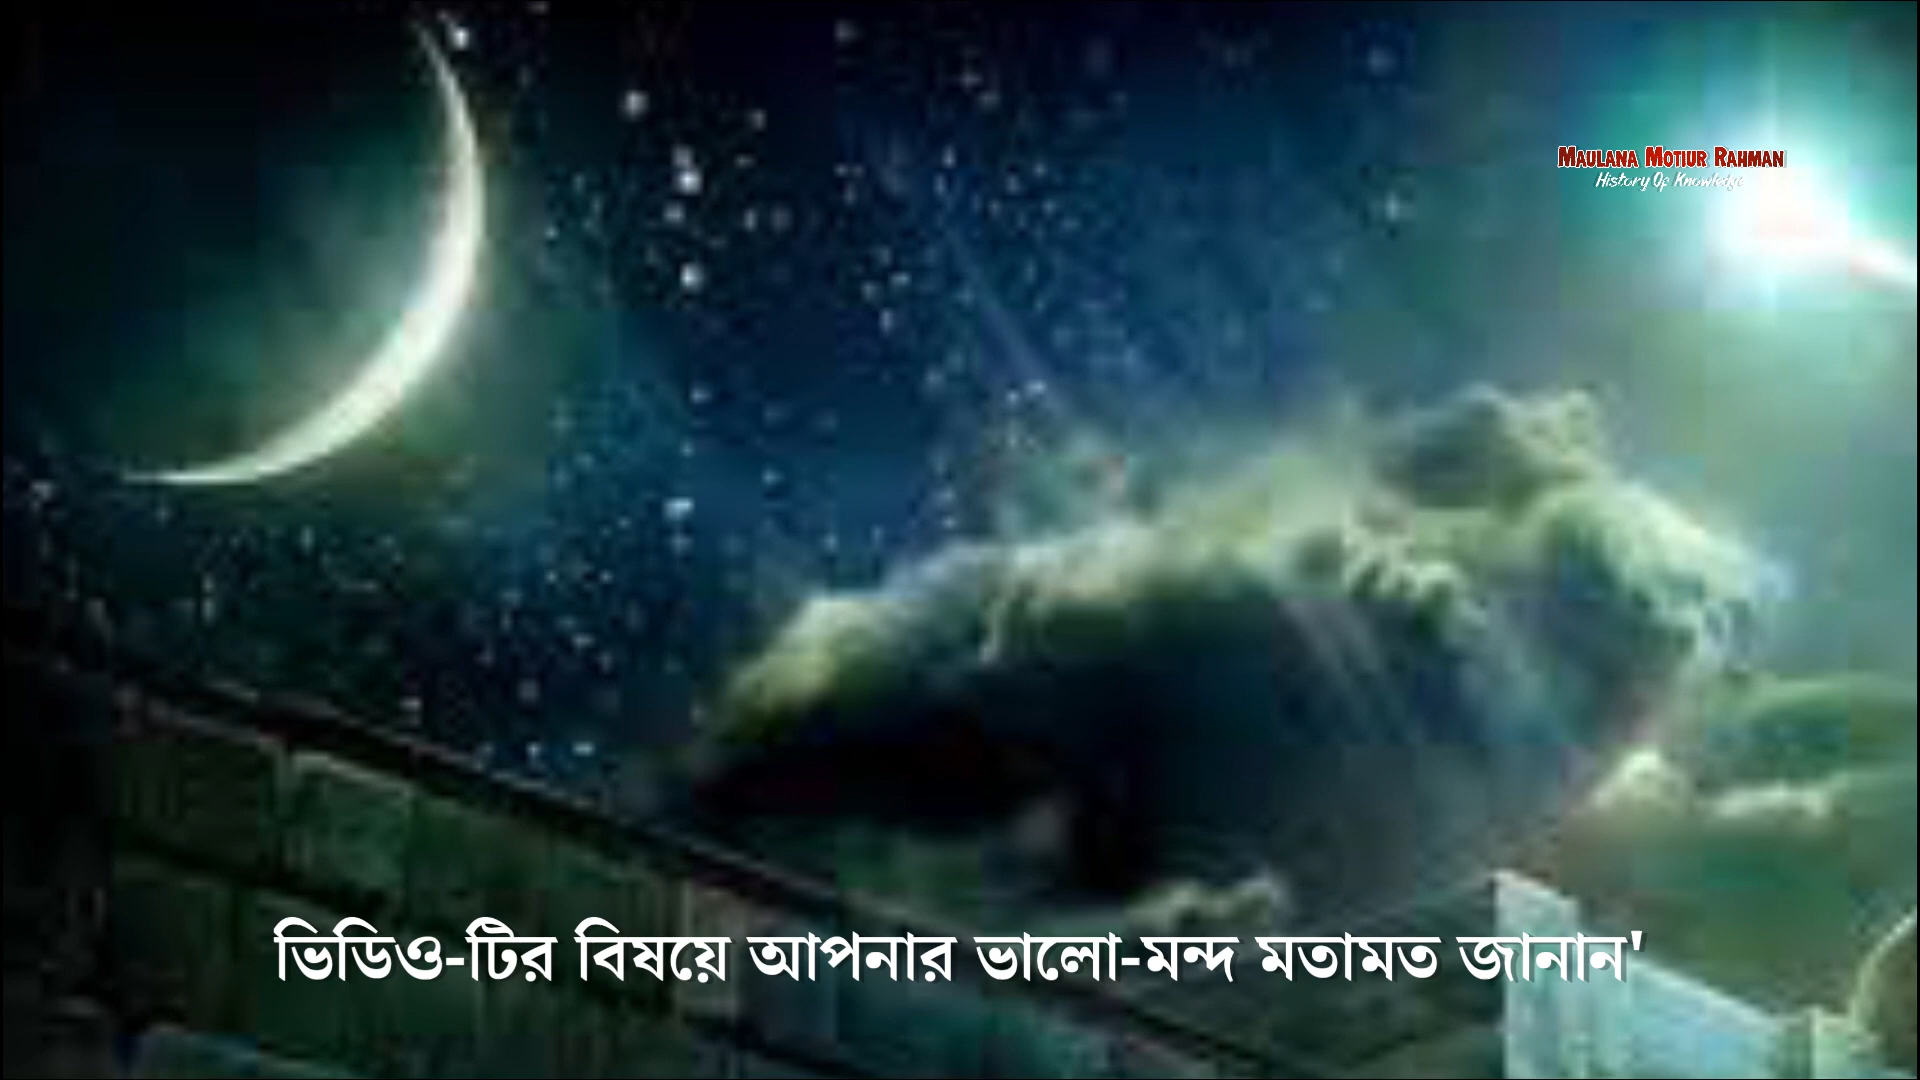 MAULANA MOTIUR RAHMAN
History Of Knowledge
ভিডিও-টির বিষয়ে আপনার ভালো-মন্দ মতামত জানান'